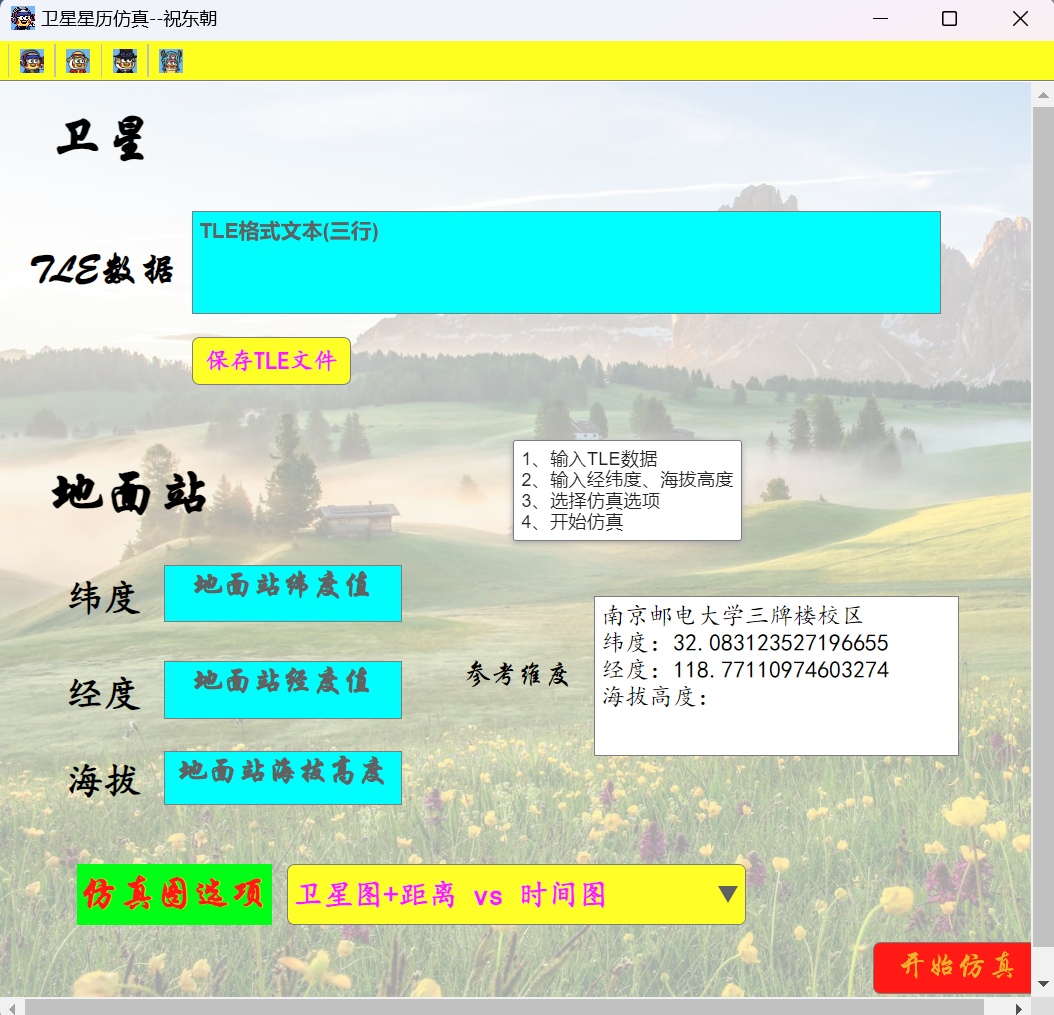 卫星星历仿真--祝东朝
卫星
TLE格式文本(三行)
TLE数据
保存TLE文件
1、输入TLE数据
2、输入经纬度、海拔高度
3、选择仿真选项
4、开始仿真
地面站
纬度
地面站纬度值
经度
地面站经度值
参考维度
南京邮电大学三牌楼校区
纬度：32.083123527196655
经度：118.77110974603274
海拔高度：
海拔
地面站海拔高度
仿真图选项
卫星图+距离 vs 时间图
开始仿真